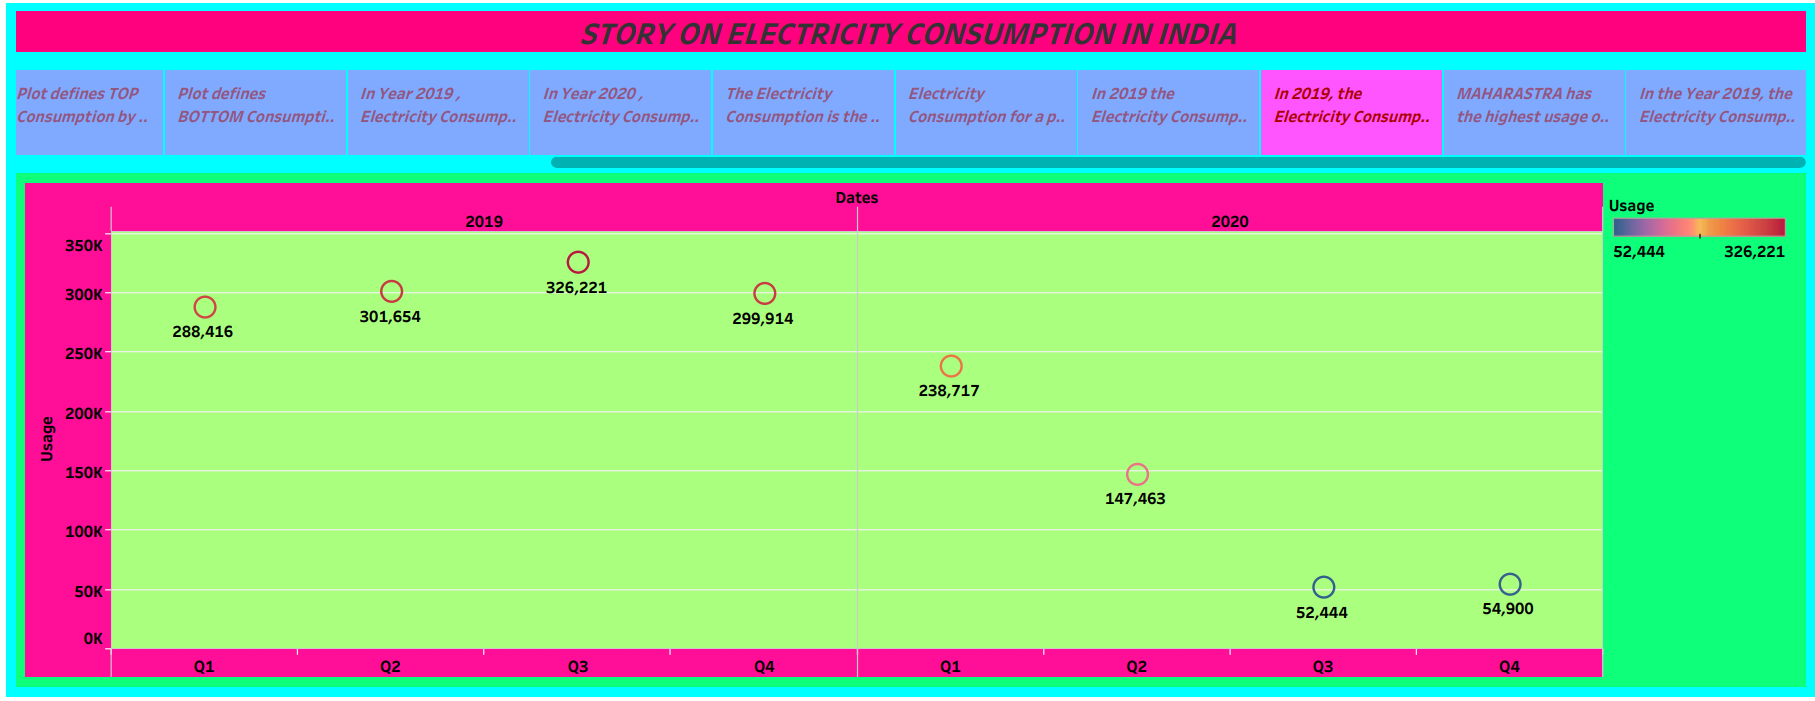 STORY ON ELECTRICITY CONSUMPTION IN INDIA
Plot defines TOP
Consumption by ..
Plot defines
BOTTOM Consumpti..
In Year 2019 ,
Electricity Consump..
In Year 2020 ,
Electricity Consump..
The Electricity
Consumption is the ..
Electricity
Consumption for a p..
In 2019 the
Electricity Consump..
In 2019, the
Electricity Consump..
MAHARASTRA has
the highest usage o..
In the Year 2019, the
Electricity Consump..
Dates
2019 2020
Usage
52,444 326,221
Usage
350K
300K
250K
200K
150K
100K
50K
0K
288,416
301,654
326,221
299,914
238,717
147,463
52,444
54,900
Q1 Q2 Q3 Q4 Q1 Q2 Q3 Q4